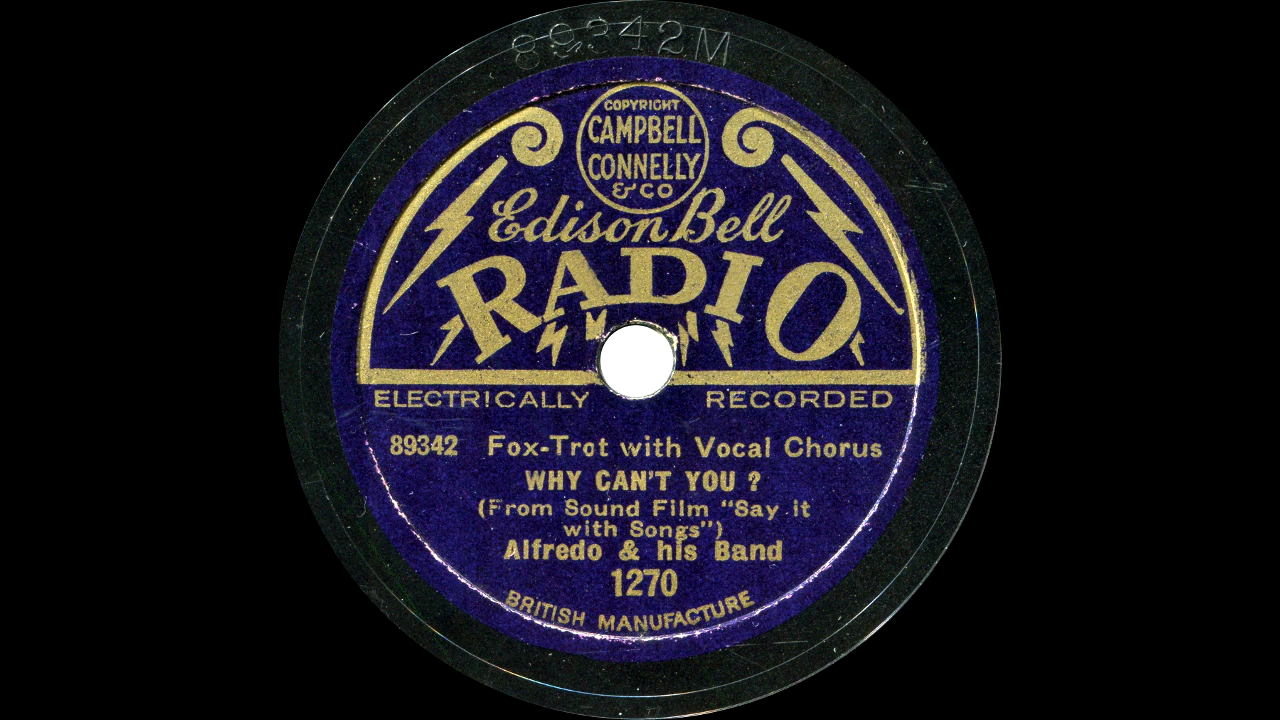 89342M
COPYRIGHT
CAMPBELL
CONNELLY
& CO
Edison Bell
RADIO
ELECTRICALLY RECORDED
89342 Fox-Trot with Vocal Chorus
WHY CAN'T YOU ?
(From Sound Film "Say it
with Songs")
Alfredo & his Band
1270
BRITISH MANUFACTURE